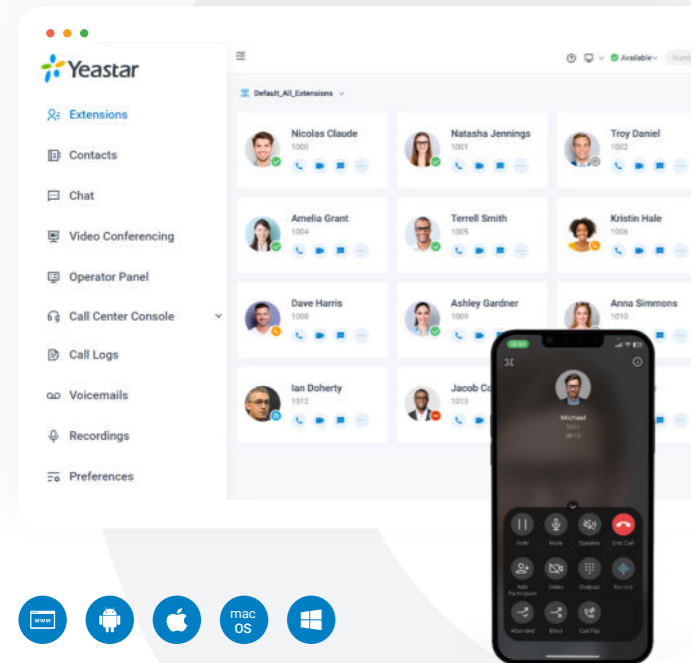 Yeastar
Available
Default_All_Extensions
Extensions
Contacts
Chat
Video Conferencing
Operator Panel
Call Center Console
Call Logs
Voicemails
Recordings
Preferences
Nicolas Claude
1000
Natasha Jennings
1001
Troy Daniel
1002
Amelia Grant
1004
Terrell Smith
1005
Kristin Hale
1006
Dave Harris
1008
Ashley Gardner
1009
Anna Simmons
1010
Ian Doherty
1012
Jacob Co
1013
Michael
Hold
Mute
Speaker
End Call
Add
Participant
Video
Dialpad
Record
Attended
Blind
Call Flip
www
mac
OS